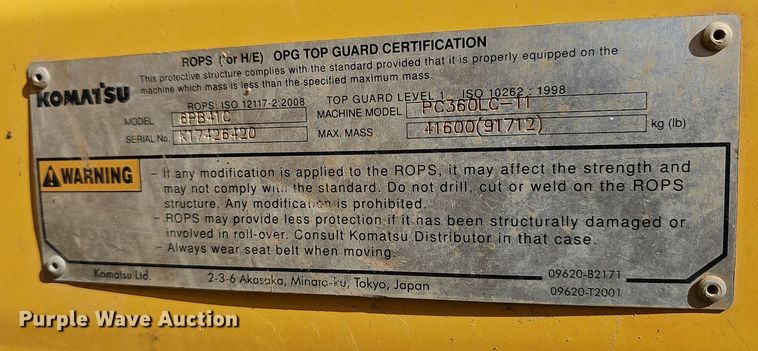 ROPS (for H/E) OPG TOP GUARD CERTIFICATION
This protective structure complies with the standard provided that it is properly equipped on the
machine which mass is less than the specified maximum mass.
KOMATSU
ROPS: ISO 12117-2:2008 TOP GUARD LEVEL 1 ISO 10262 : 1998
MODEL 6PB41C MACHINE MODEL PC360LC-11
SERIAL No. K17426420 MAX. MASS 41600(91712) kg (lb)
WARNING
- If any modification is applied to the ROPS, it may affect the strength and
may not comply with the standard. Do not drill, cut or weld on the ROPS
structure. Any modification is prohibited.
- ROPS may provide less protection if it has been structurally damaged or
involved in roll-over. Consult Komatsu Distributor in that case.
- Always wear seat belt when moving.
Komatsu Ltd. 2-3-6 Akasaka, Minato-ku, Tokyo, Japan
09620-B2171
09620-T2001
Purple Wave Auction